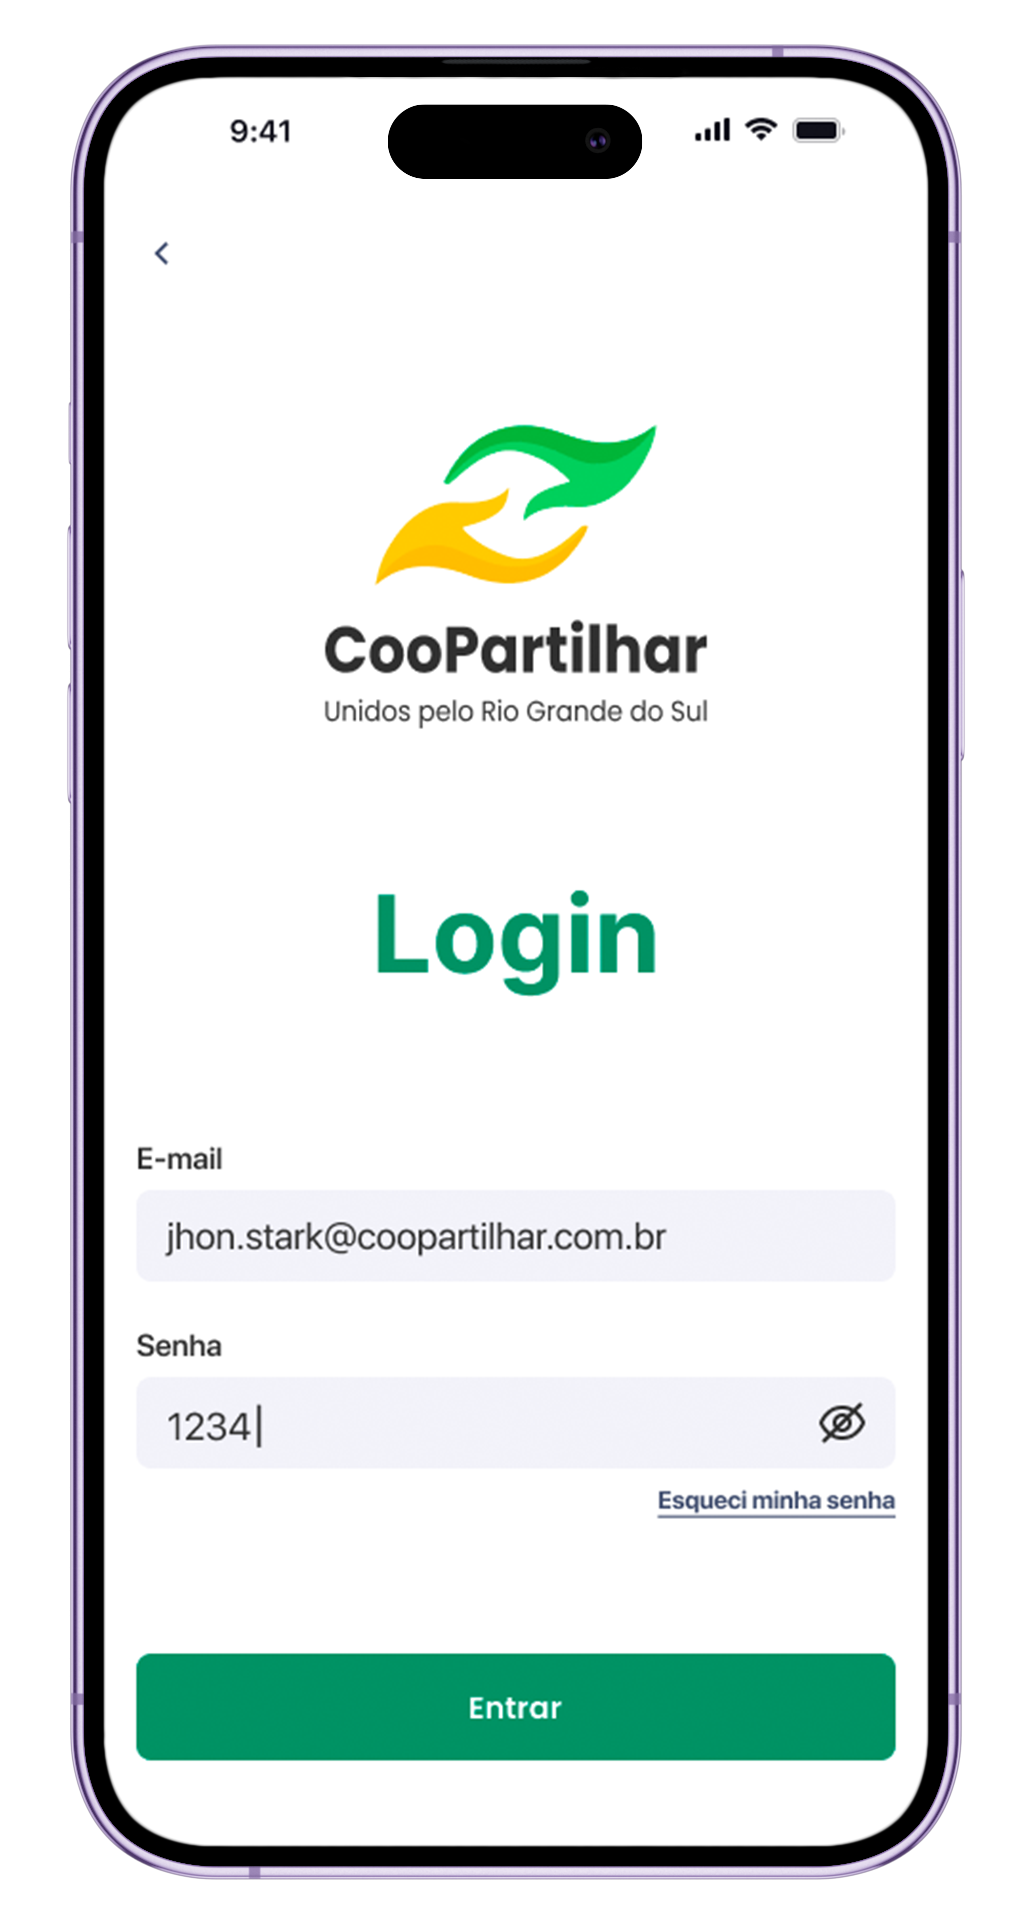 9:41
CooPartilhar
Unidos pelo Rio Grande do Sul
Login
E-mail
jhon.stark@coopartilhar.com.br
Senha
1234
Esqueci minha senha
Entrar